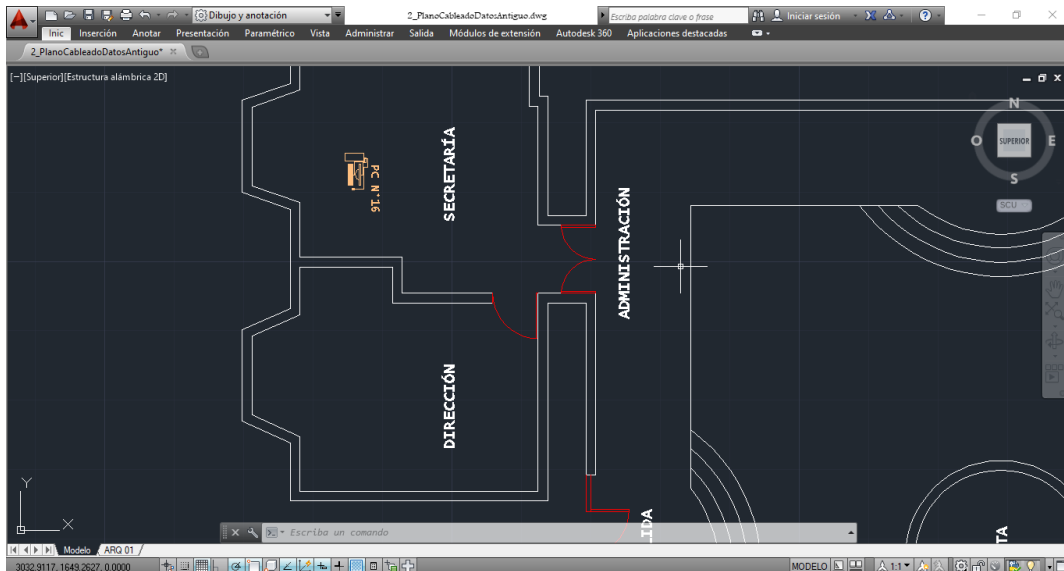 Dibujo y anotación
2_PlanoCableadoDatosAntiguo.dwg
Escriba palabra clave o frase
Iniciar sesión
Inic Inserción Anotar Presentación Paramétrico Vista Administrar Salida Módulos de extensión Autodesk 360 Aplicaciones destacadas
2_PlanoCableadoDatosAntiguo*
[−][Superior][Estructura alámbrica 2D]
N
O SUPERIOR E
S
SCU
SECRETARÍA
PC N°16
ADMINISTRACIÓN
DIRECCIÓN
LIDA
TA
Y
X
Escriba un comando
Modelo ARQ 01
3032.9117, 1649.2627, 0.0000
MODELO
1:1